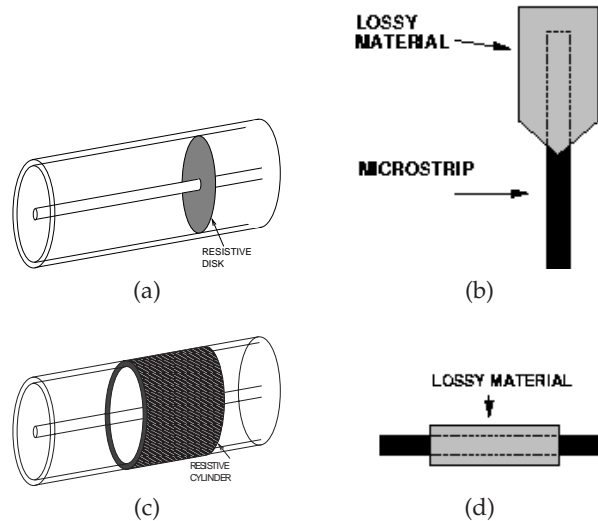 RESISTIVE
DISK
(a)
LOSSY
MATERIAL
MICROSTRIP
(b)
RESISTIVE
CYLINDER
(c)
LOSSY MATERIAL
(d)